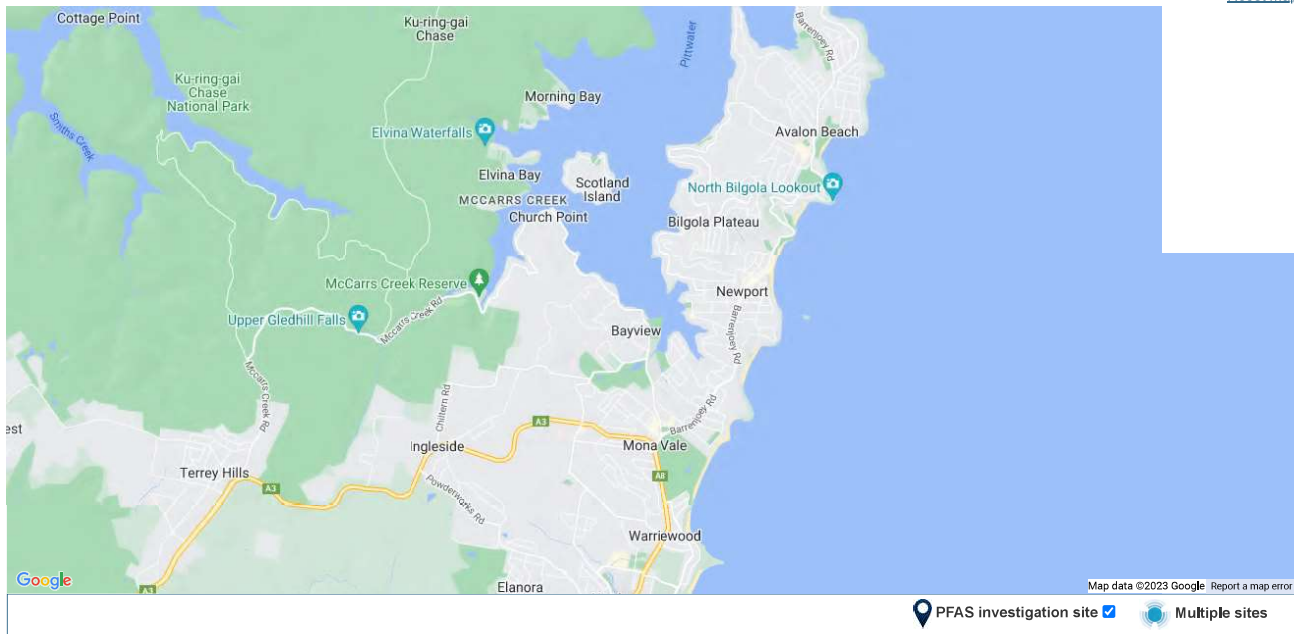 Cottage Point
Ku-ring-gai
Chase
Barrenjoey Rd
Pittwater
Ku-ring-gai
Chase
National Park
Morning Bay
Smiths Creek
Elvina Waterfalls
Avalon Beach
Elvina Bay
Scotland
Island
North Bilgola Lookout
MCCARRS CREEK
Church Point
Bilgola Plateau
McCarrs Creek Reserve
Newport
Upper Gledhill Falls
Mccarrs Creek Rd
Bayview
Barrenjoey Rd
Mccarrs Creek Rd
Chiltern Rd
Barrenjoey Rd
A3
est
Ingleside
Mona Vale
Terrey Hills
A3
A8
Powderworks Rd
Warriewood
Google
A3
Elanora
Map data ©2023 Google
Report a map error
PFAS investigation site
Multiple sites